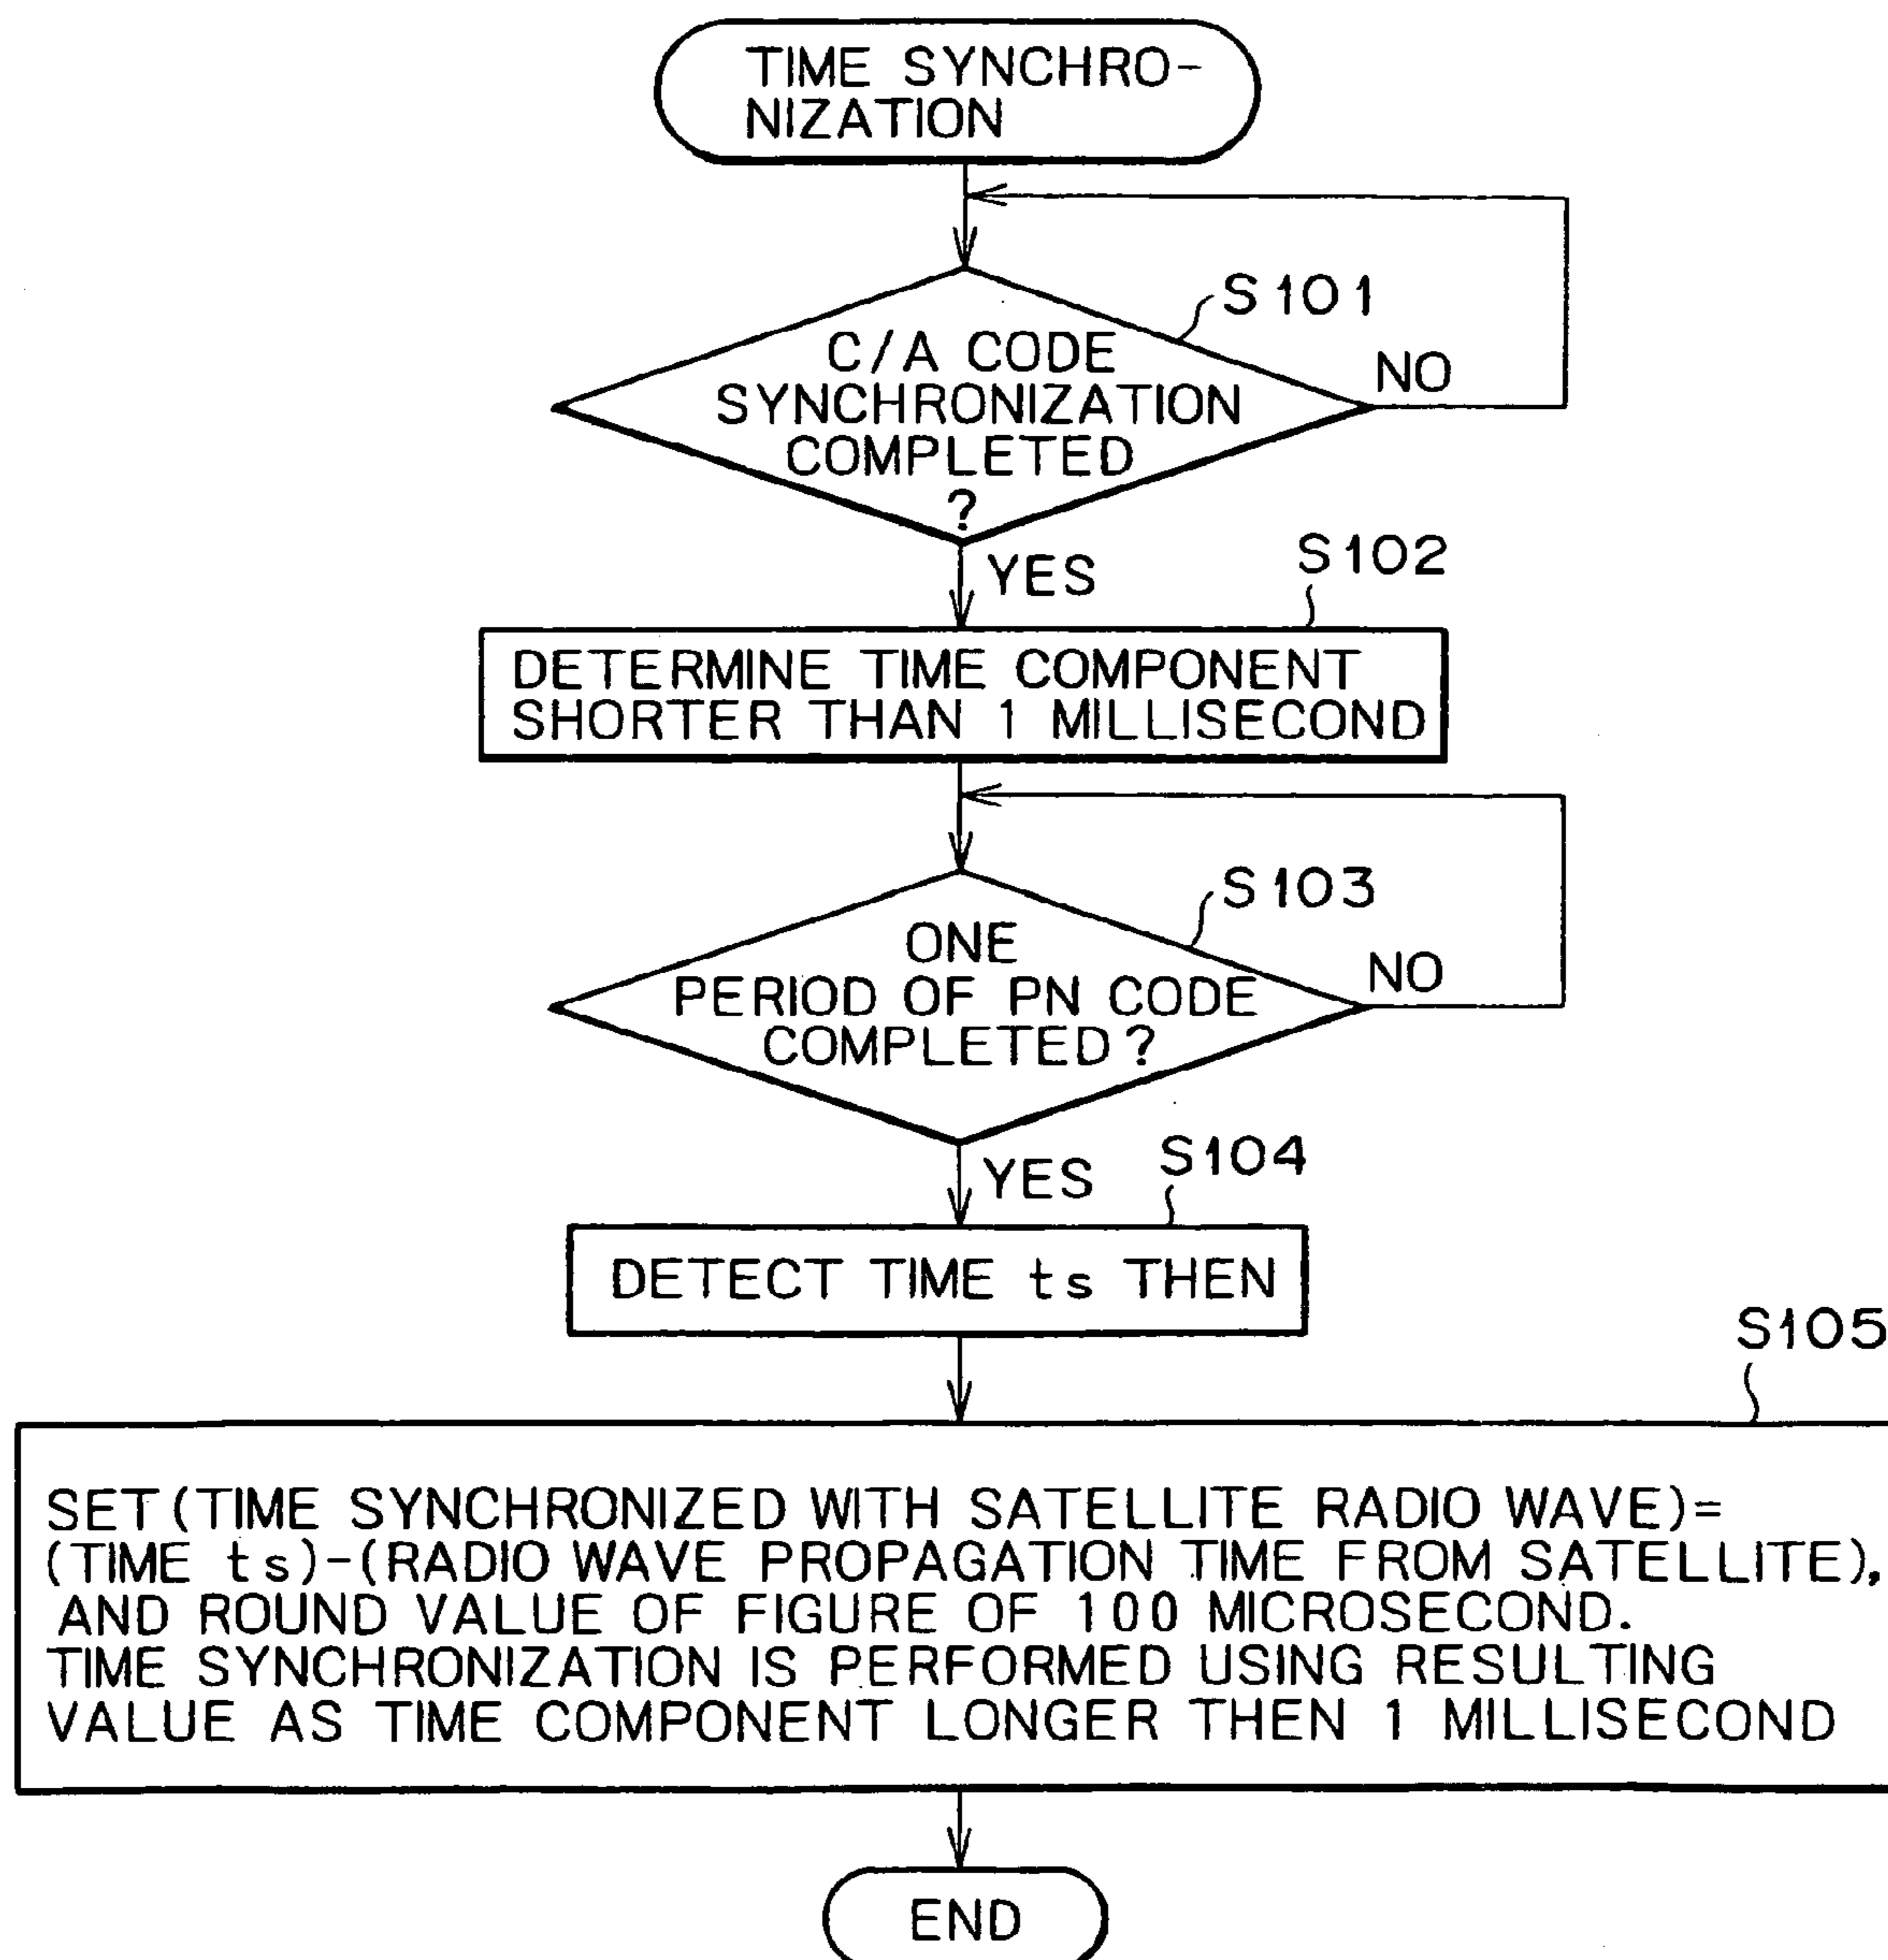 TIME SYNCHRO-
NIZATION
S101
C/A CODE
SYNCHRONIZATION
COMPLETED
?
NO
YES
S102
DETERMINE TIME COMPONENT
SHORTER THAN 1 MILLISECOND
S103
ONE
PERIOD OF PN CODE
COMPLETED?
NO
YES
S104
DETECT TIME ts THEN
S105
SET(TIME SYNCHRONIZED WITH SATELLITE RADIO WAVE)=
(TIME ts)-(RADIO WAVE PROPAGATION TIME FROM SATELLITE),
AND ROUND VALUE OF FIGURE OF 100 MICROSECOND.
TIME SYNCHRONIZATION IS PERFORMED USING RESULTING
VALUE AS TIME COMPONENT LONGER THEN 1 MILLISECOND
END